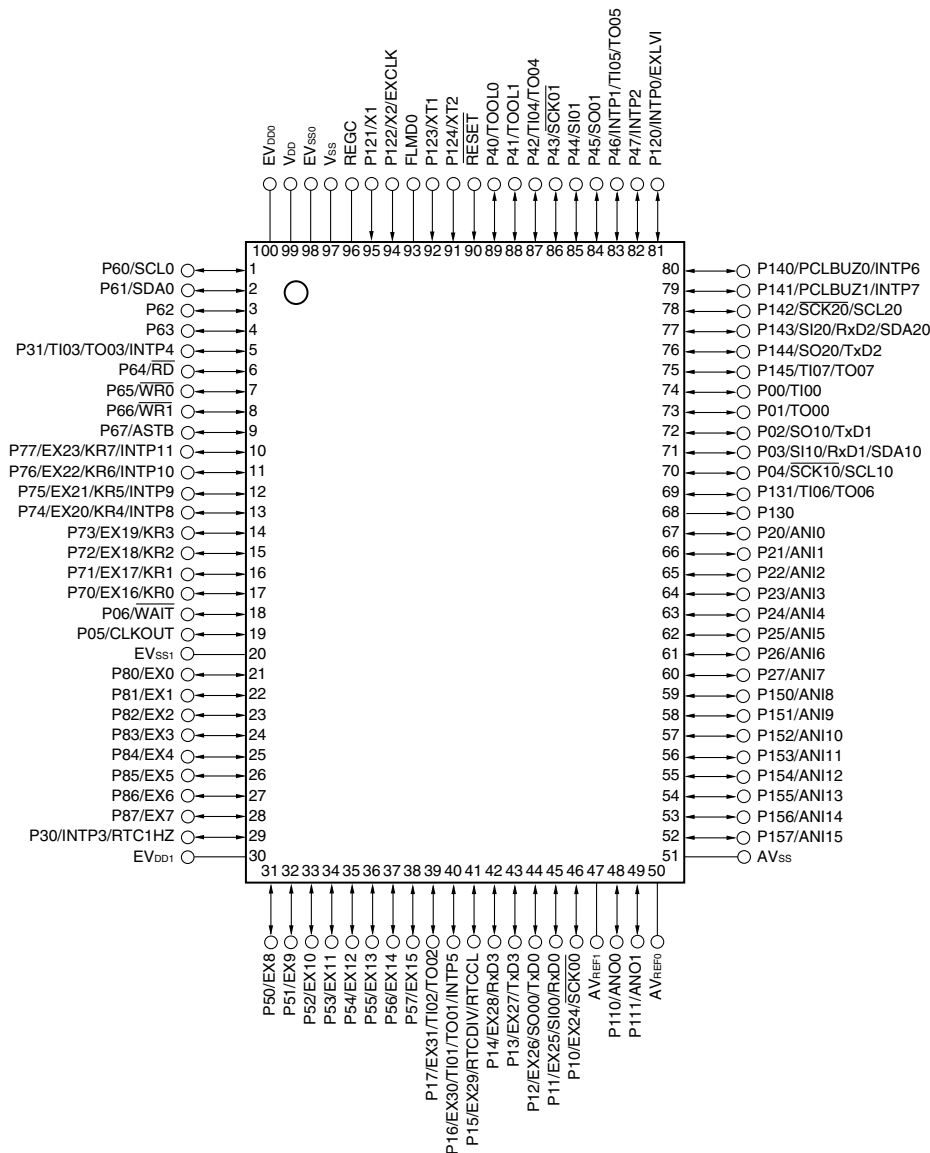 EVDD0
VDD
EVSS0
VSS
REGC
P121/X1
P122/X2/EXCLK
FLMD0
P123/XT1
P124/XT2
RESET
P40/TOOL0
P41/TOOL1
P42/TI04/TO04
P43/SCK01
P44/SI01
P45/SO01
P46/INTP1/TI05/TO05
P47/INTP2
P120/INTP0/EXLVI
100 99 98 97 96 95 94 93 92 91 90 89 88 87 86 85 84 83 82 81
P60/SCL0 1 80 P140/PCLBUZ0/INTP6
P61/SDA0 2 79 P141/PCLBUZ1/INTP7
P62 3 78 P142/SCK20/SCL20
P63 4 77 P143/SI20/RxD2/SDA20
P31/TI03/TO03/INTP4 5 76 P144/SO20/TxD2
P64/RD 6 75 P145/TI07/TO07
P65/WR0 7 74 P00/TI00
P66/WR1 8 73 P01/TO00
P67/ASTB 9 72 P02/SO10/TxD1
P77/EX23/KR7/INTP11 10 71 P03/SI10/RxD1/SDA10
P76/EX22/KR6/INTP10 11 70 P04/SCK10/SCL10
P75/EX21/KR5/INTP9 12 69 P131/TI06/TO06
P74/EX20/KR4/INTP8 13 68 P130
P73/EX19/KR3 14 67 P20/ANI0
P72/EX18/KR2 15 66 P21/ANI1
P71/EX17/KR1 16 65 P22/ANI2
P70/EX16/KR0 17 64 P23/ANI3
P06/WAIT 18 63 P24/ANI4
P05/CLKOUT 19 62 P25/ANI5
EVSS1 20 61 P26/ANI6
P80/EX0 21 60 P27/ANI7
P81/EX1 22 59 P150/ANI8
P82/EX2 23 58 P151/ANI9
P83/EX3 24 57 P152/ANI10
P84/EX4 25 56 P153/ANI11
P85/EX5 26 55 P154/ANI12
P86/EX6 27 54 P155/ANI13
P87/EX7 28 53 P156/ANI14
P30/INTP3/RTC1HZ 29 52 P157/ANI15
EVDD1 30 51 AVSS
31 32 33 34 35 36 37 38 39 40 41 42 43 44 45 46 47 48 49 50
P50/EX8
P51/EX9
P52/EX10
P53/EX11
P54/EX12
P55/EX13
P56/EX14
P57/EX15
P17/EX31/TI02/TO02
P16/EX30/TI01/TO01/INTP5
P15/EX29/RTCDIV/RTCCL
P14/EX28/RxD3
P13/EX27/TxD3
P12/EX26/SO00/TxD0
P11/EX25/SI00/RxD0
P10/EX24/SCK00
AVREF1
P110/ANO0
P111/ANO1
AVREF0